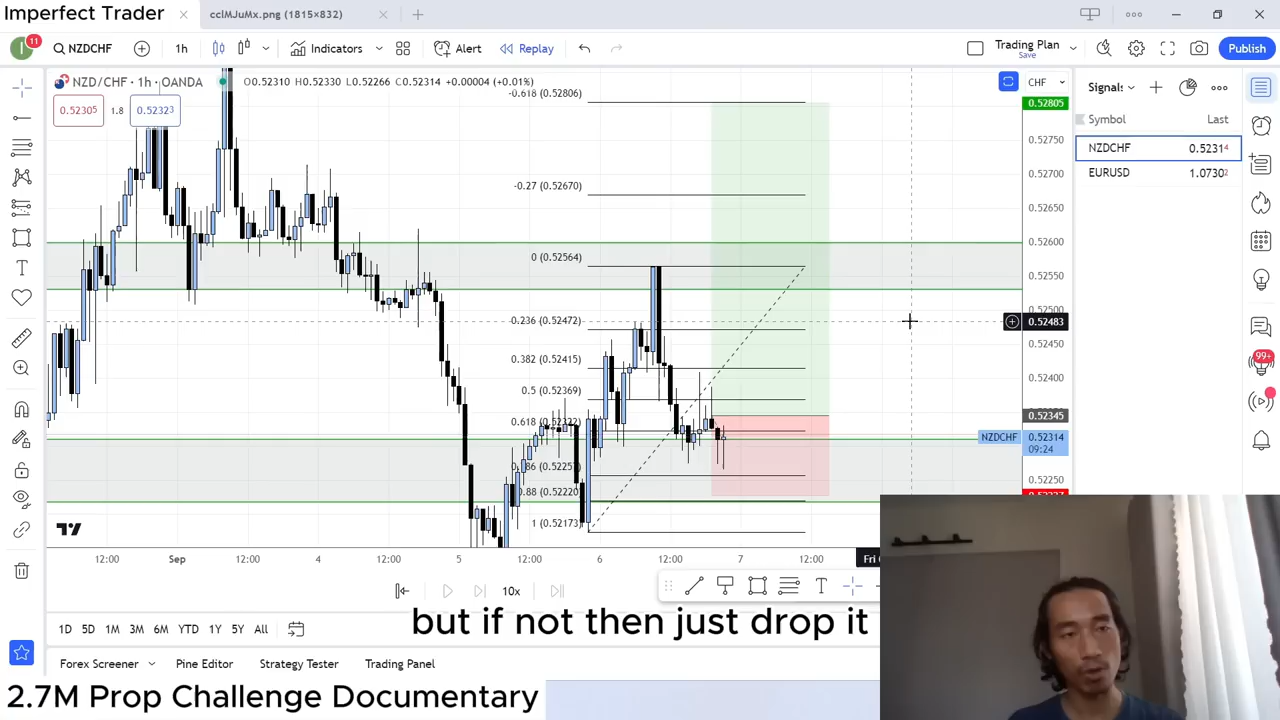 Imperfect Trader
cclMJuMx.png (1815×832)
11
NZDCHF
1h
Indicators
Alert
Replay
Trading Plan
Save
Publish
NZD/CHF · 1h · OANDA
O0.52310 H0.52330 L0.52266 C0.52314 +0.00004 (+0.01%)
CHF
Signals
0.52305
1.8
0.52323
-0.618 (0.52806)
0.52805
Symbol
Last
0.52750
NZDCHF
0.52314
EURUSD
1.07302
-0.27 (0.52670)
0.52700
0.52650
0.52600
0 (0.52564)
0.52550
0.52500
0.236 (0.52472)
0.52483
0.52450
0.382 (0.52415)
99+
0.52400
0.5 (0.52369)
0.52345
NZDCHF
0.52314
09:24
0.52250
0.88 (0.52220)
1 (0.52173)
12:00
Sep
12:00
4
12:00
5
12:00
6
12:00
7
12:00
Fri
10x
but if not then just drop it
1D
5D
1M
3M
6M
YTD
1Y
5Y
All
Forex Screener
Pine Editor
Strategy Tester
Trading Panel
2.7M Prop Challenge Documentary